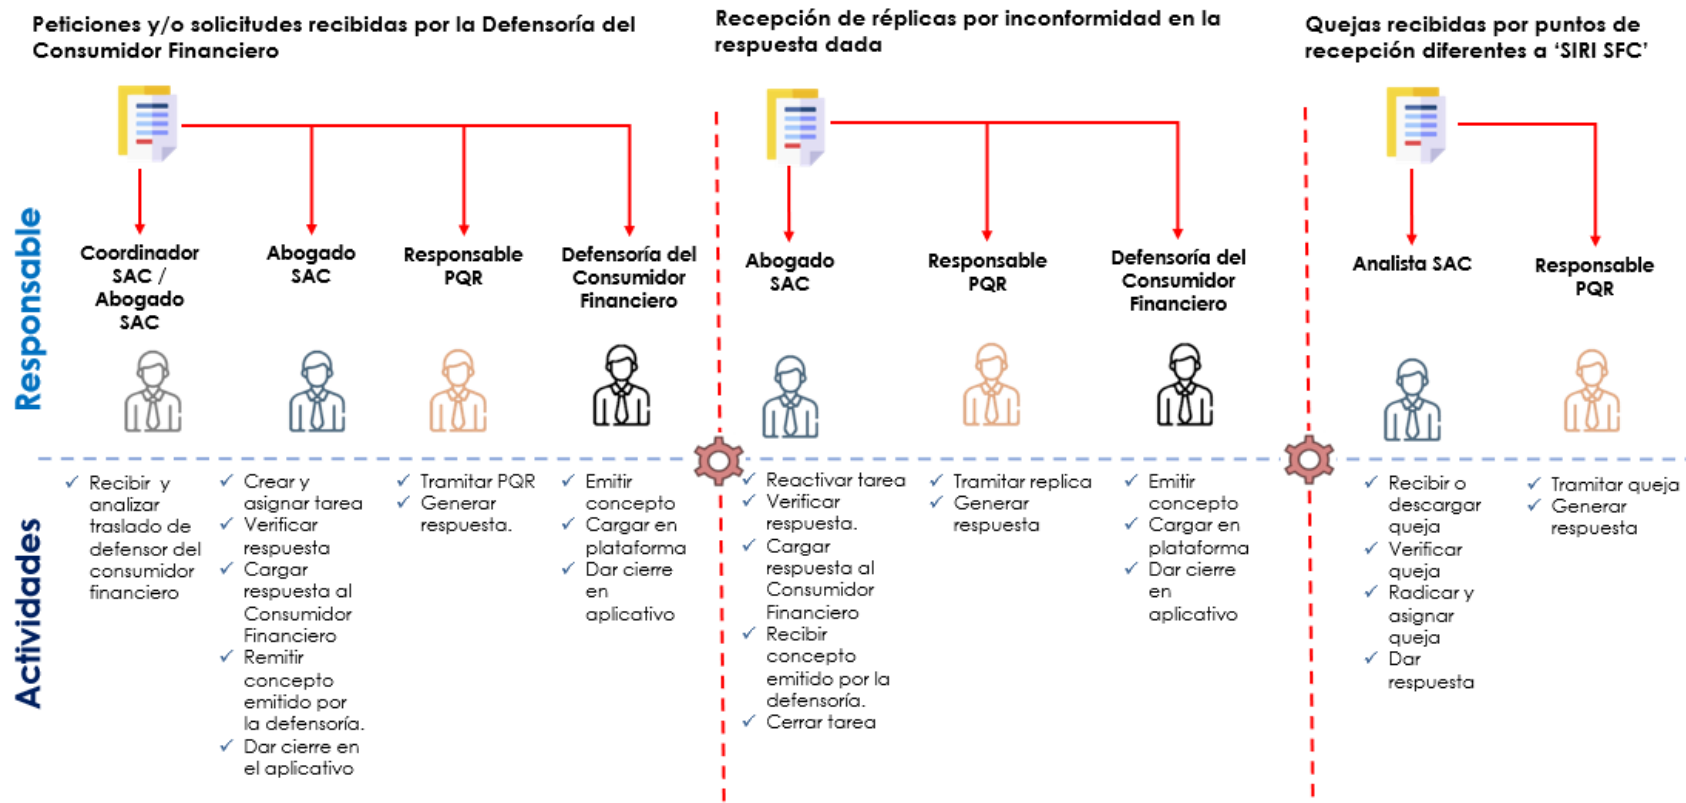 Peticiones y/o solicitudes recibidas por la Defensoría del
Consumidor Financiero
Recepción de réplicas por inconformidad en la
respuesta dada
Quejas recibidas por puntos de
recepción diferentes a ‘SIRI SFC’
Responsable
Coordinador
SAC /
Abogado
SAC
Abogado
SAC
Responsable
PQR
Defensoría del
Consumidor
Financiero
Abogado
SAC
Responsable
PQR
Defensoría del
Consumidor
Financiero
Analista SAC
Responsable
PQR
Actividades
✓ Recibir y
analizar
traslado de
defensor del
consumidor
financiero
✓ Crear y
asignar tarea
✓ Verificar
respuesta
✓ Cargar
respuesta al
Consumidor
Financiero
✓ Remitir
concepto
emitido por
la defensoría.
✓ Dar cierre en
el aplicativo
✓ Tramitar PQR
✓ Generar
respuesta.
✓ Emitir
concepto
✓ Cargar en
plataforma
✓ Dar cierre
en
aplicativo
✓ Reactivar tarea
✓ Verificar
respuesta.
✓ Cargar
respuesta al
Consumidor
Financiero
✓ Recibir
concepto
emitido por la
defensoría.
✓ Cerrar tarea
✓ Tramitar replica
✓ Generar
respuesta
✓ Emitir
concepto
✓ Cargar en
plataforma
✓ Dar cierre
en
aplicativo
✓ Recibir o
descargar
queja
✓ Verificar
queja
✓ Radicar y
asignar
queja
✓ Dar
respuesta
✓ Tramitar queja
✓ Generar
respuesta